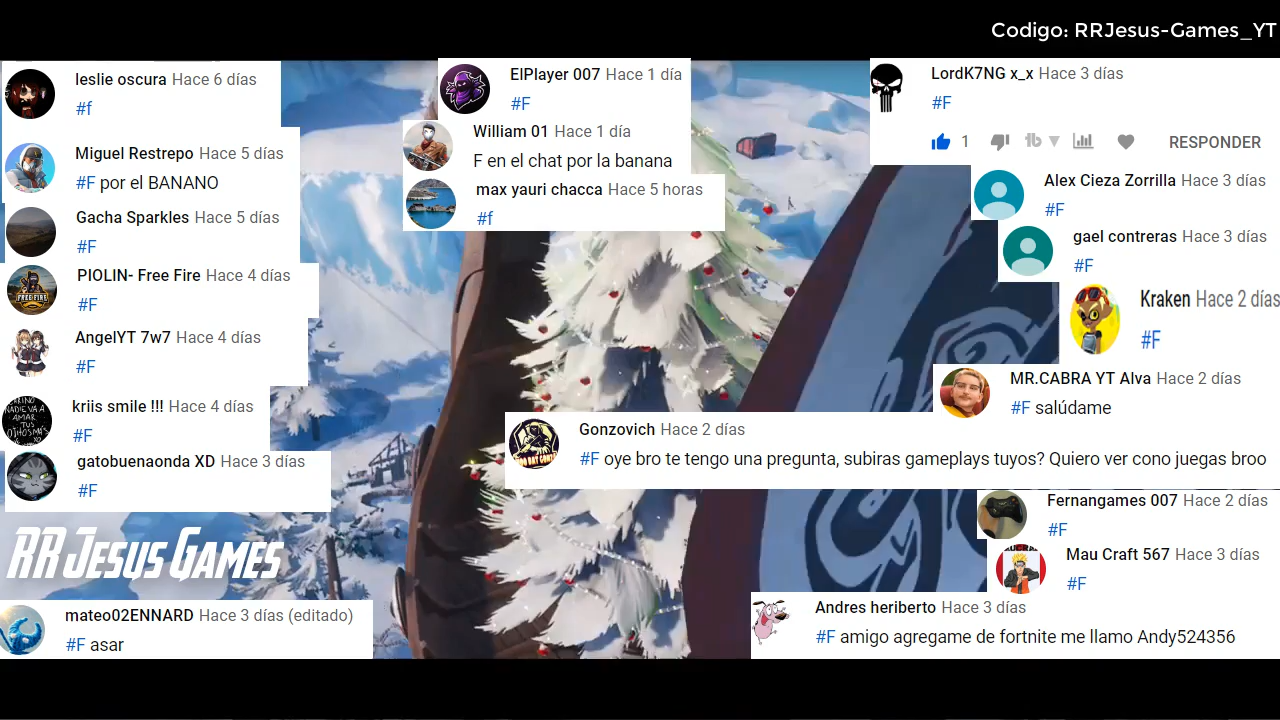 Codigo: RRJesus-Games_YT
leslie oscura Hace 6 días
#f
Miguel Restrepo Hace 5 días
#F por el BANANO
Gacha Sparkles Hace 5 días
#F
PIOLIN- Free Fire Hace 4 días
#F
AngelYT 7w7 Hace 4 días
#F
kriis smile !!! Hace 4 días
#F
gatobuenaonda XD Hace 3 días
#F
RR Jesus Games
mateo02ENNARD Hace 3 días (editado)
#F asar
ElPlayer 007 Hace 1 día
#F
William 01 Hace 1 día
F en el chat por la banana
max yauri chacca Hace 5 horas
#f
LordK7NG x_x Hace 3 días
#F
1 RESPONDER
Alex Cieza Zorrilla Hace 3 días
#F
gael contreras Hace 3 días
#F
Kraken Hace 2 días
#F
MR.CABRA YT Alva Hace 2 días
#F salúdame
Gonzovich Hace 2 días
#F oye bro te tengo una pregunta, subiras gameplays tuyos? Quiero ver cono juegas broo
Fernangames 007 Hace 2 días
#F
Mau Craft 567 Hace 3 días
#F
Andres heriberto Hace 3 días
#F amigo agregame de fortnite me llamo Andy524356